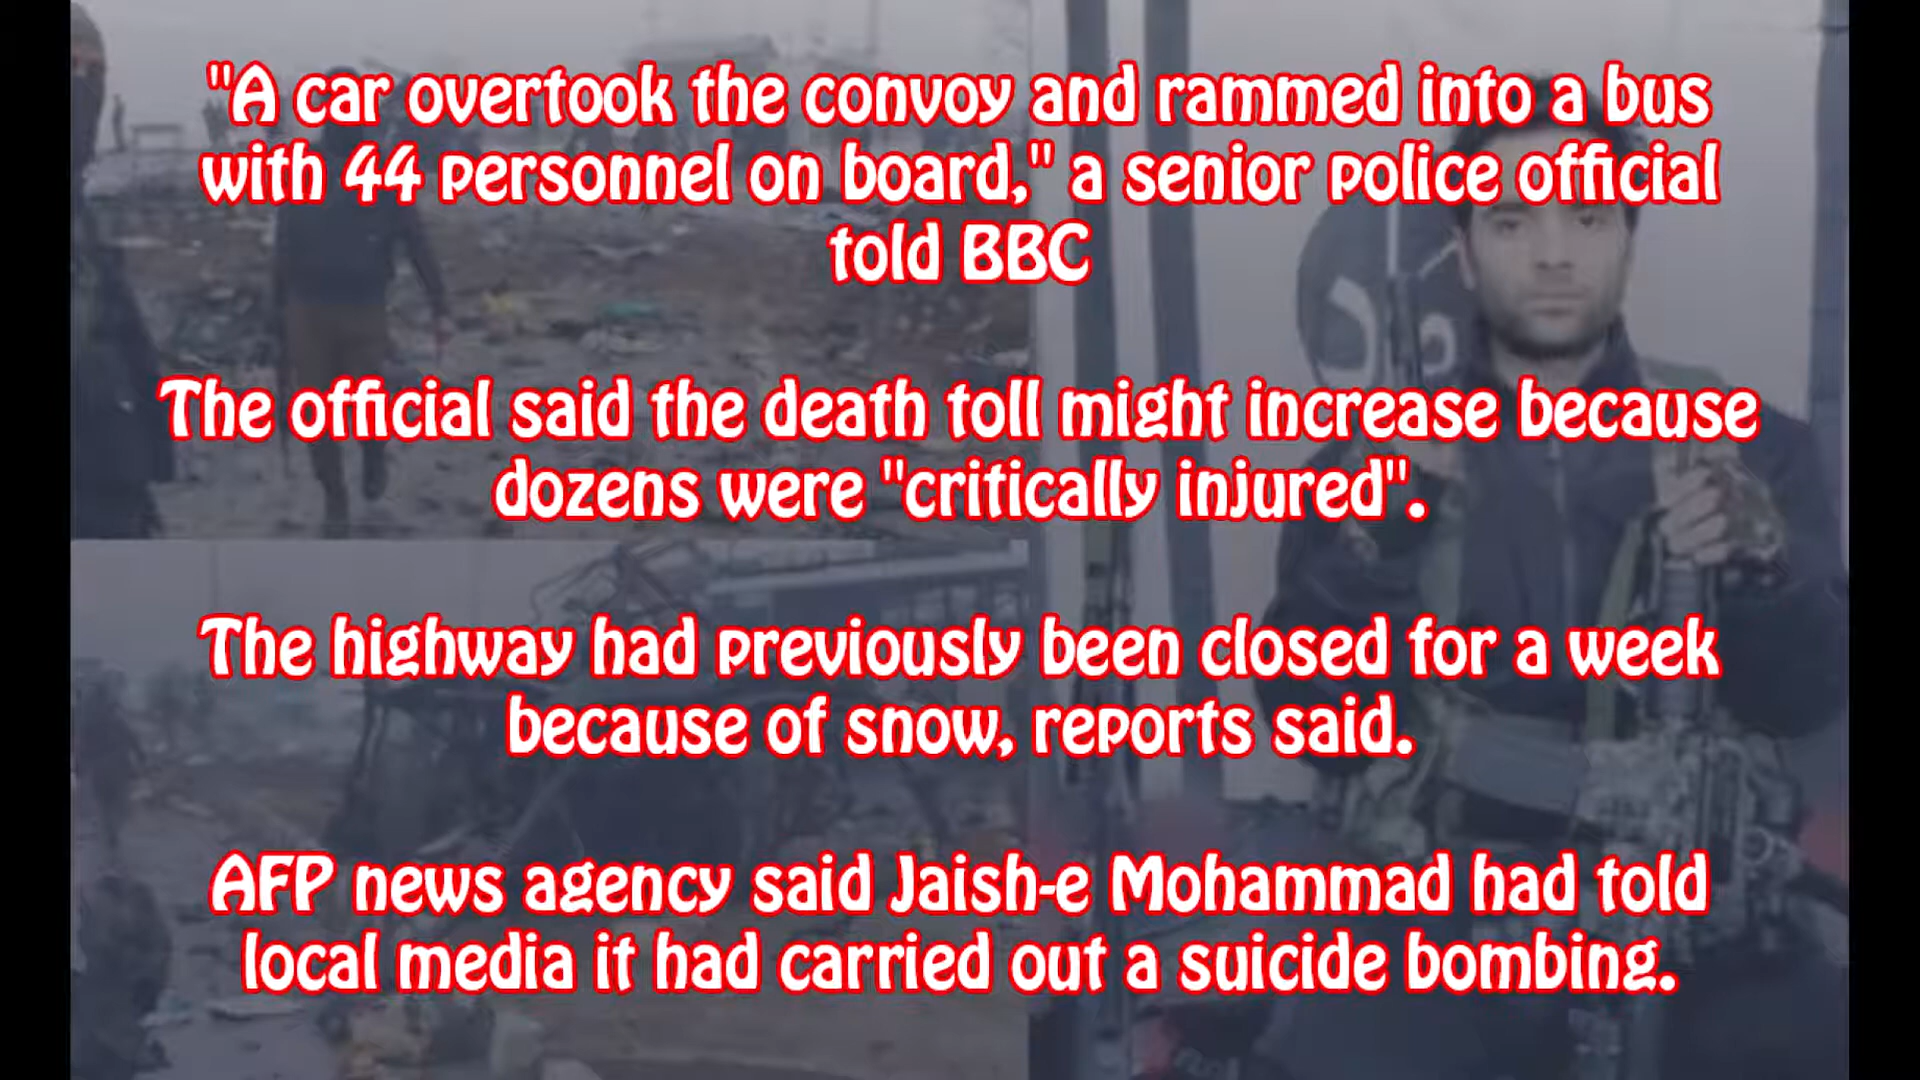 "A car overtook the convoy and rammed into a bus
with 44 personnel on board," a senior police official
told BBC
The official said the death toll might increase because
dozens were "critically injured".
The highway had previously been closed for a week
because of snow, reports said.
AFP news agency said Jaish-e Mohammad had told
local media it had carried out a suicide bombing.